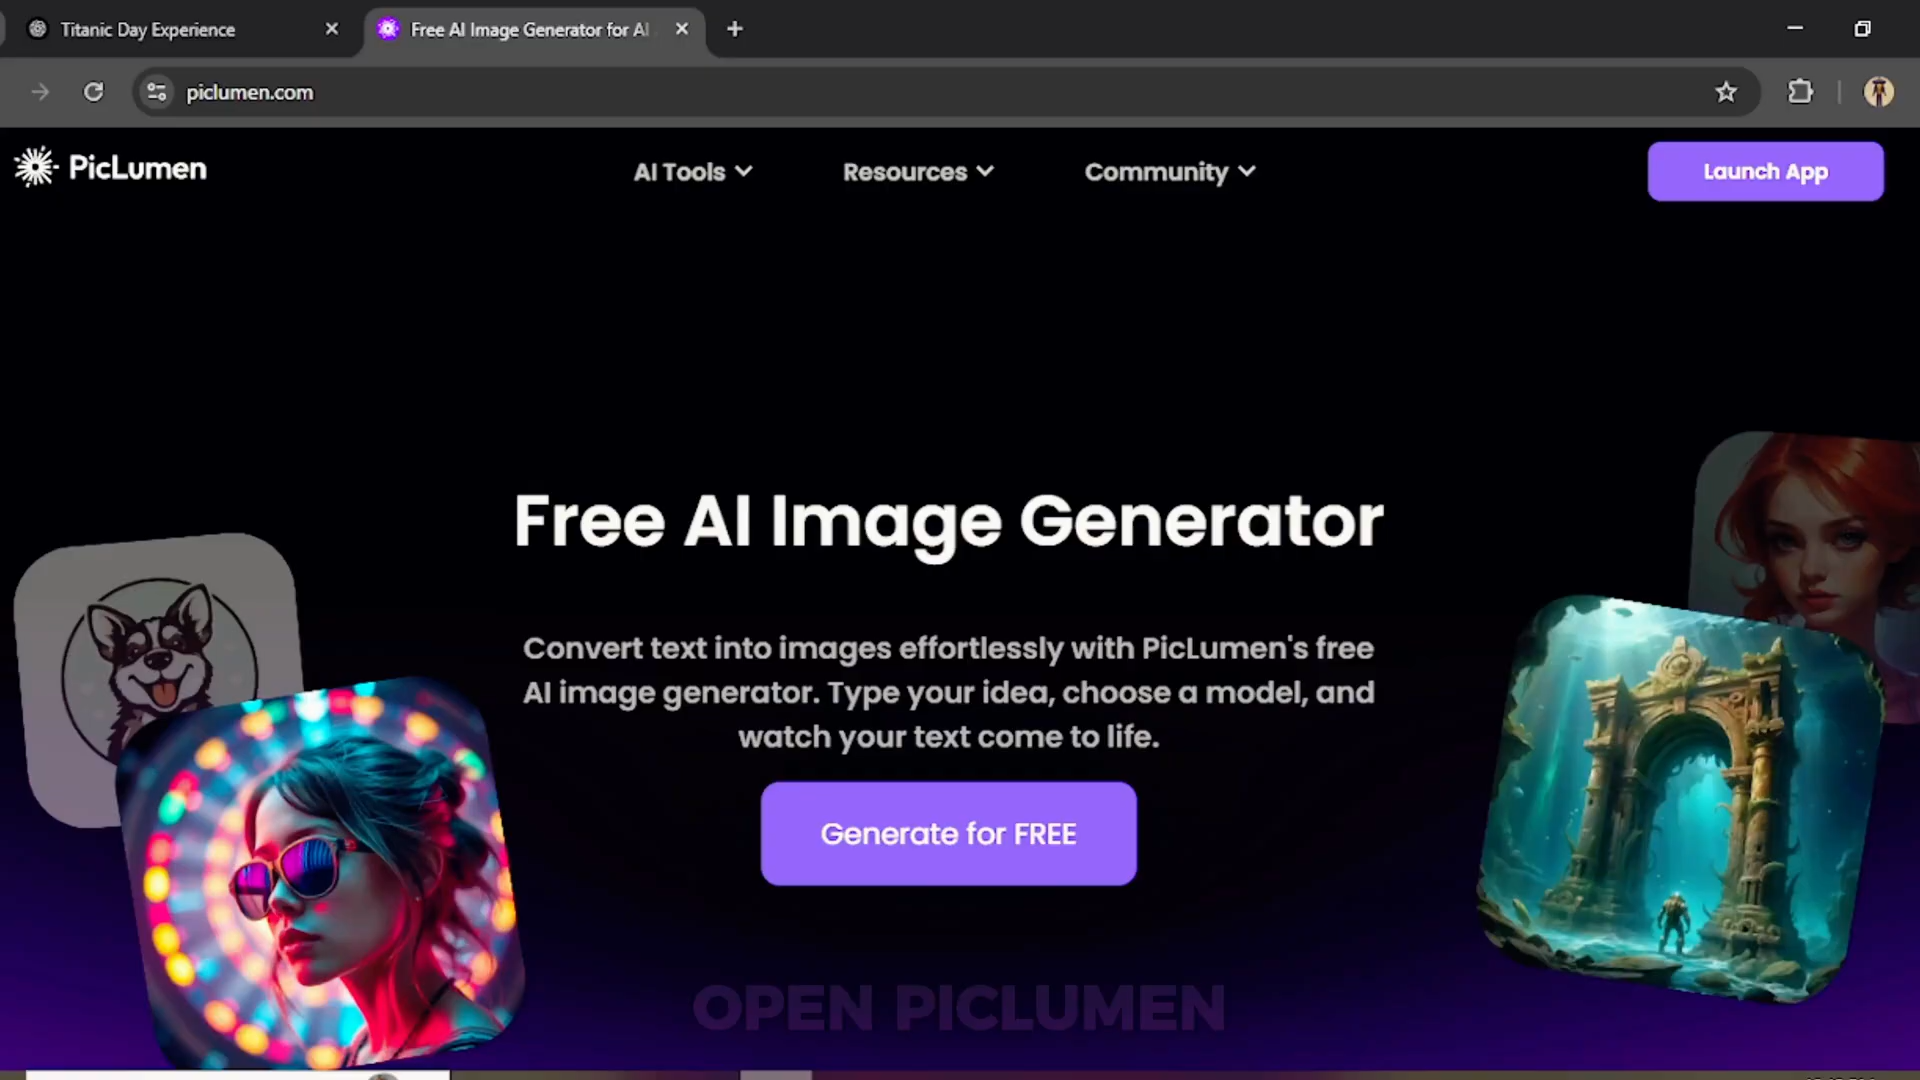 Titanic Day Experience
Free AI Image Generator for AI
piclumen.com
PicLumen
AI Tools
Resources
Community
Launch App
Free AI Image Generator
Convert text into images effortlessly with PicLumen's free
AI image generator. Type your idea, choose a model, and
watch your text come to life.
Generate for FREE
OPEN PICLUMEN